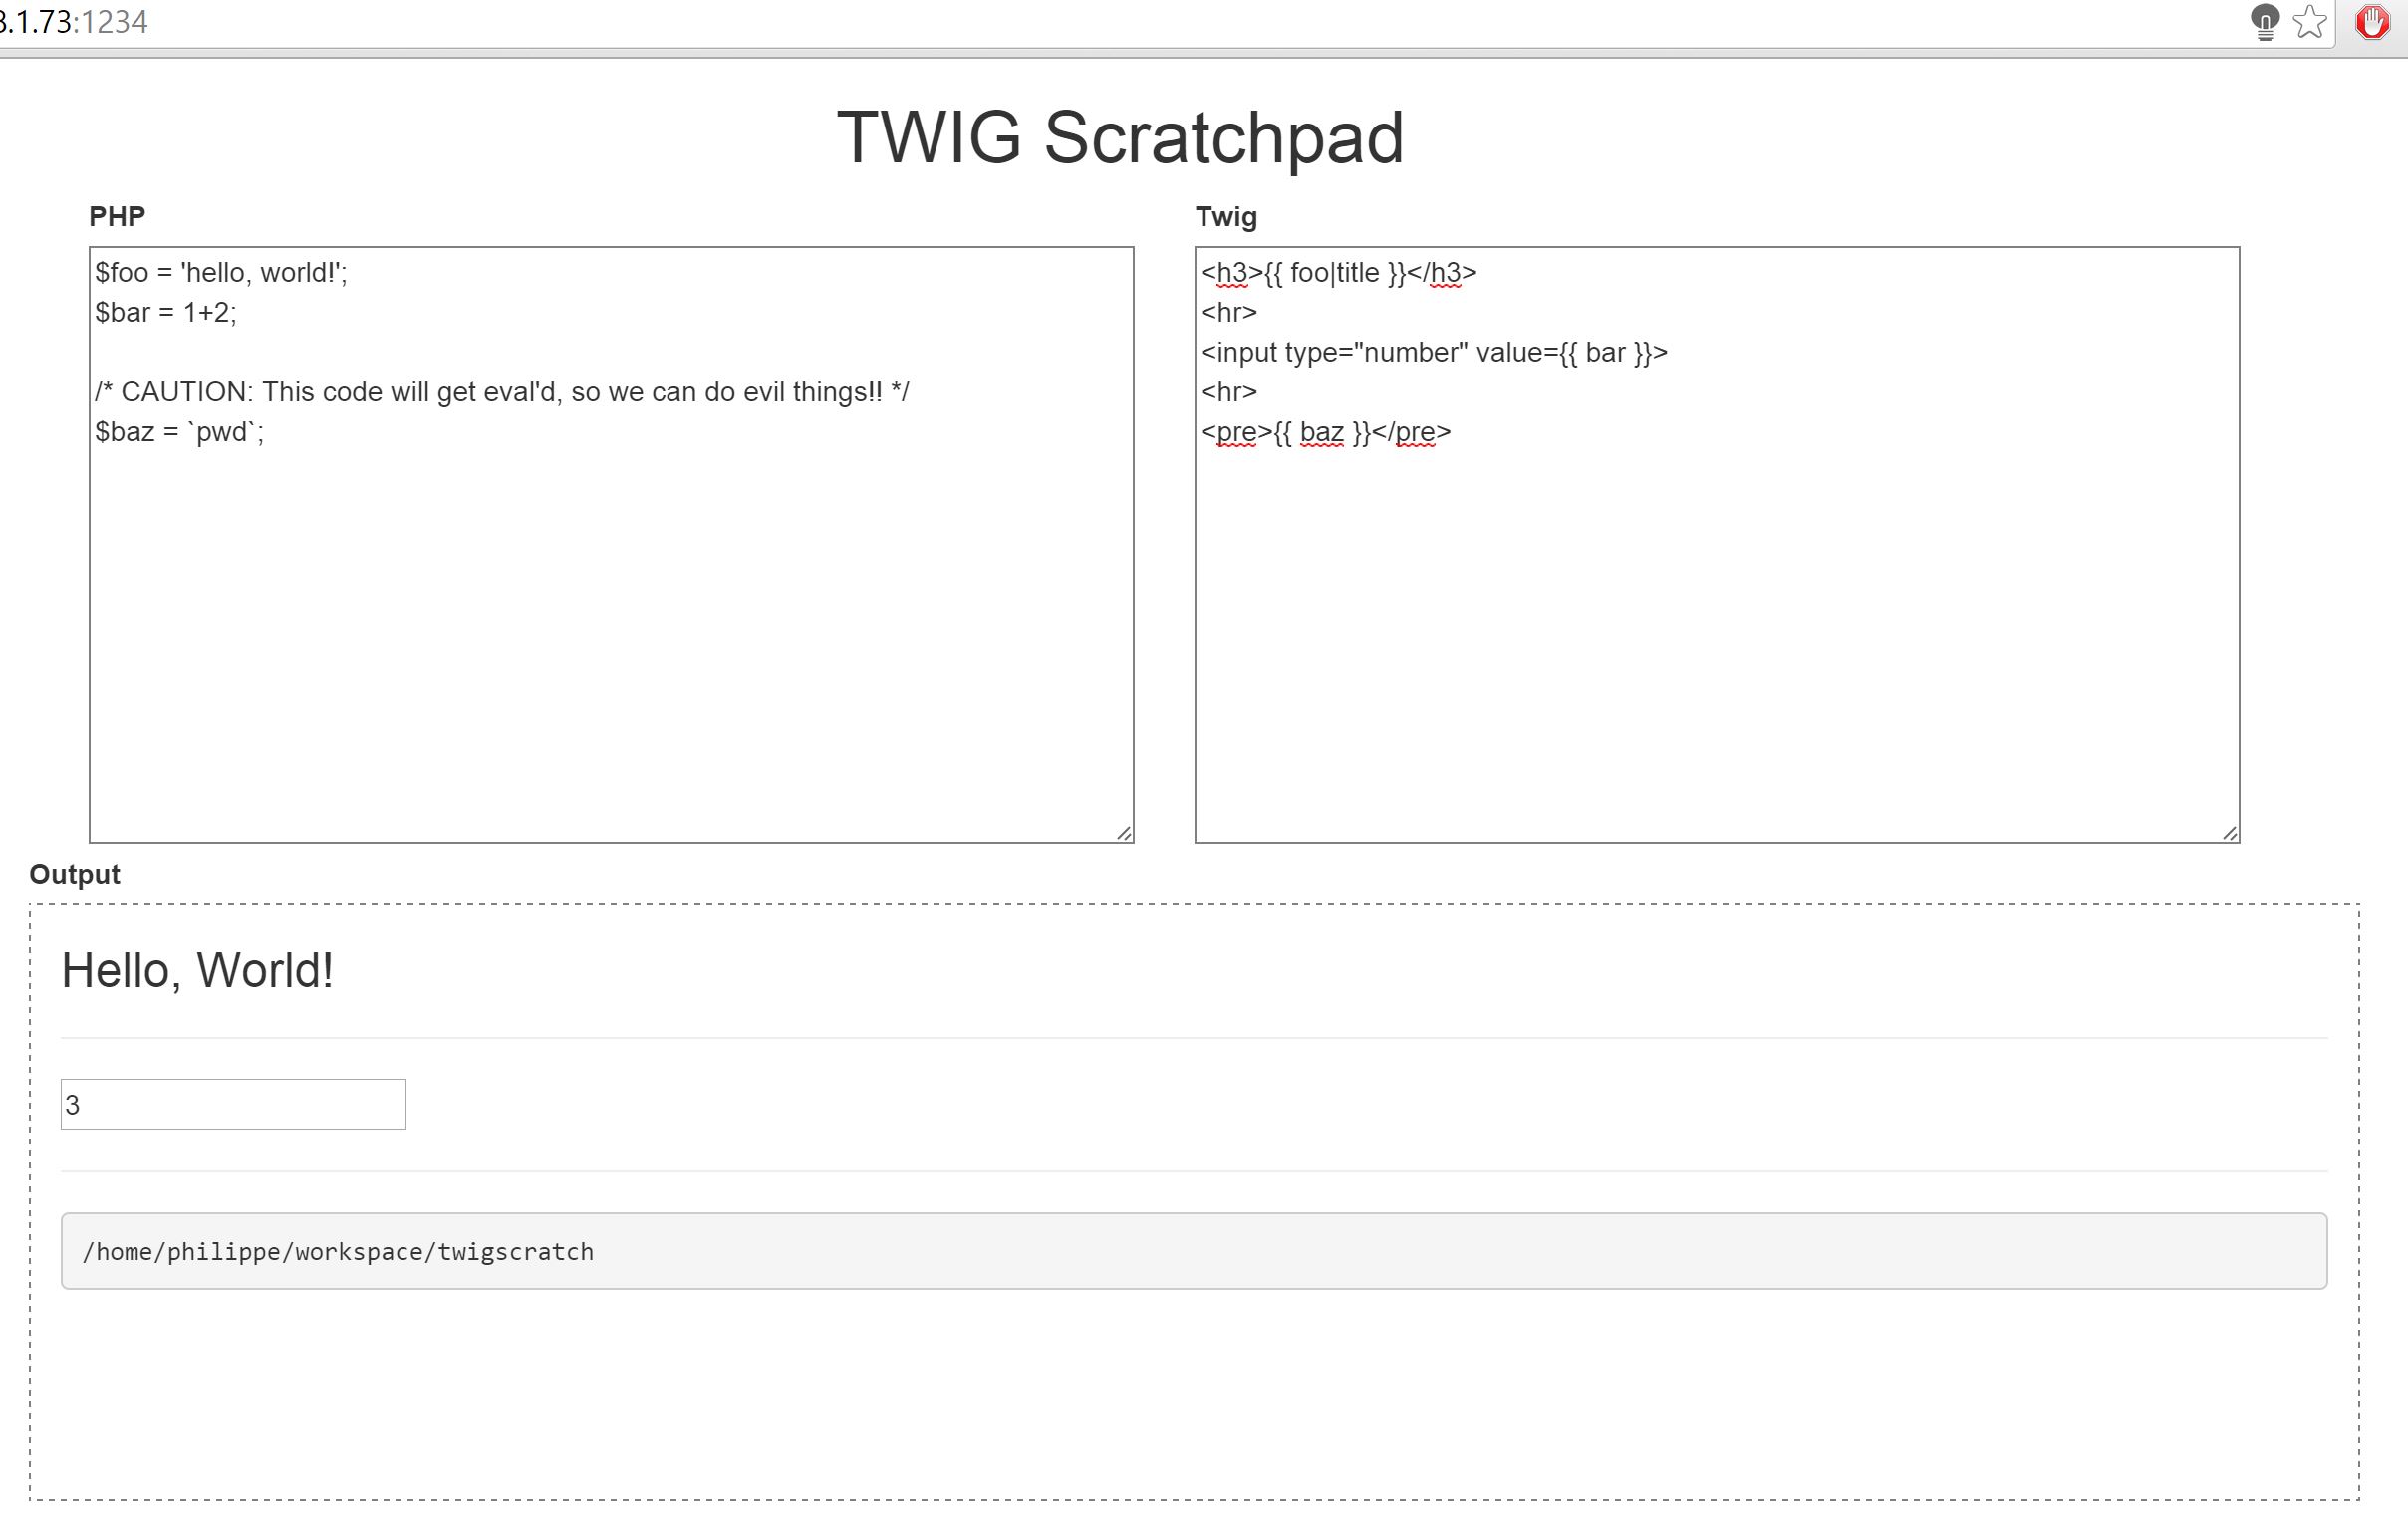 3.1.73:1234
TWIG Scratchpad
PHP
$foo = 'hello, world!';
$bar = 1+2;
/* CAUTION: This code will get eval'd, so we can do evil things!! */
$baz = `pwd`;
Twig
<h3>{{ foo|title }}</h3>
<hr>
<input type="number" value={{ bar }}>
<hr>
<pre>{{ baz }}</pre>
Output
Hello, World!
3
/home/philippe/workspace/twigscratch